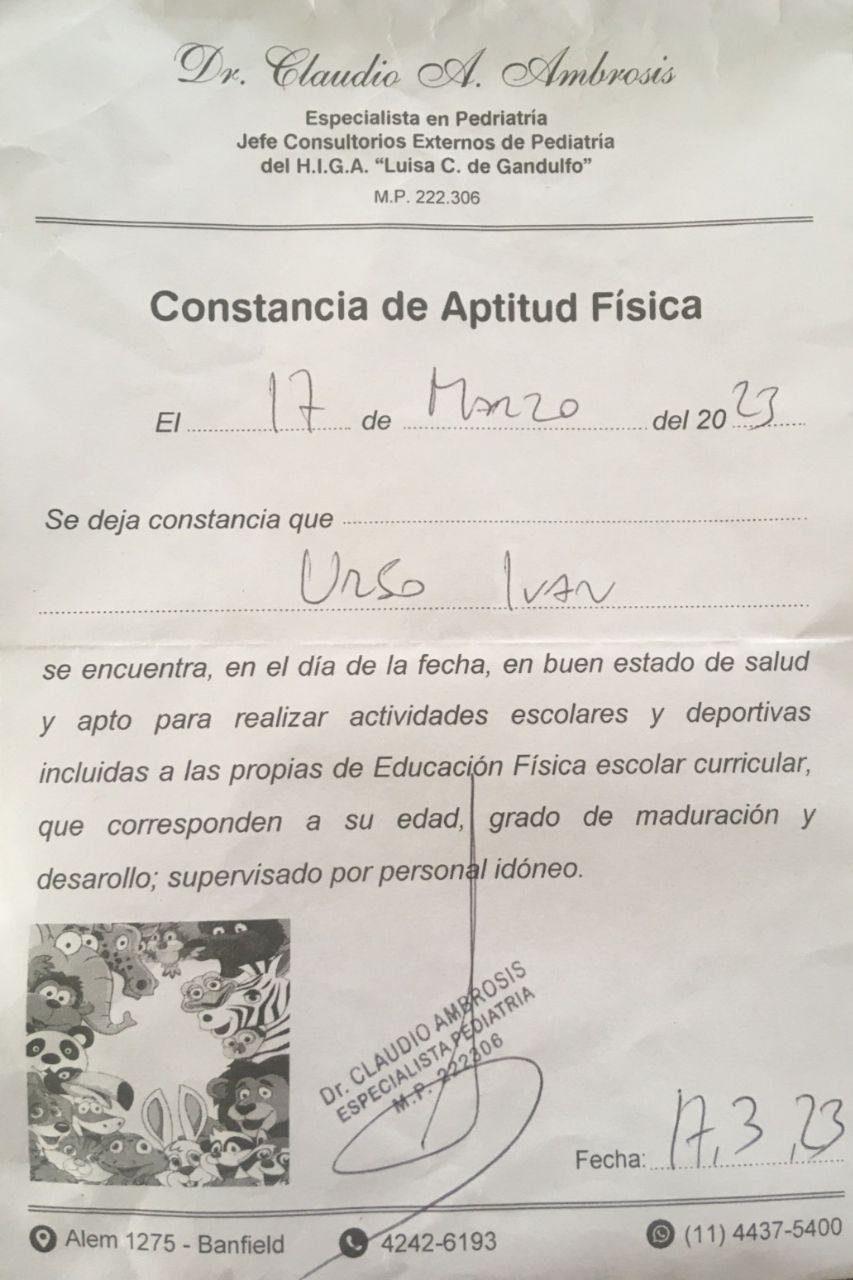 Dr. Claudio A. Ambrosis
Especialista en Pedriatría
Jefe Consultorios Externos de Pediatría
del H.I.G.A. “Luisa C. de Gandulfo”
M.P. 222.306
Constancia de Aptitud Física
El 17 de Marzo del 2023
Se deja constancia que
Urso Ivan
se encuentra, en el día de la fecha, en buen estado de salud
y apto para realizar actividades escolares y deportivas
incluidas a las propias de Educación Física escolar curricular,
que corresponden a su edad, grado de maduración y
desarollo; supervisado por personal idóneo.
Dr. CLAUDIO AMBROSIS
ESPECIALISTA PEDIATRIA
M.P. 222306
Fecha: 17,3,23
Alem 1275 - Banfield 4242-6193 (11) 4437-5400